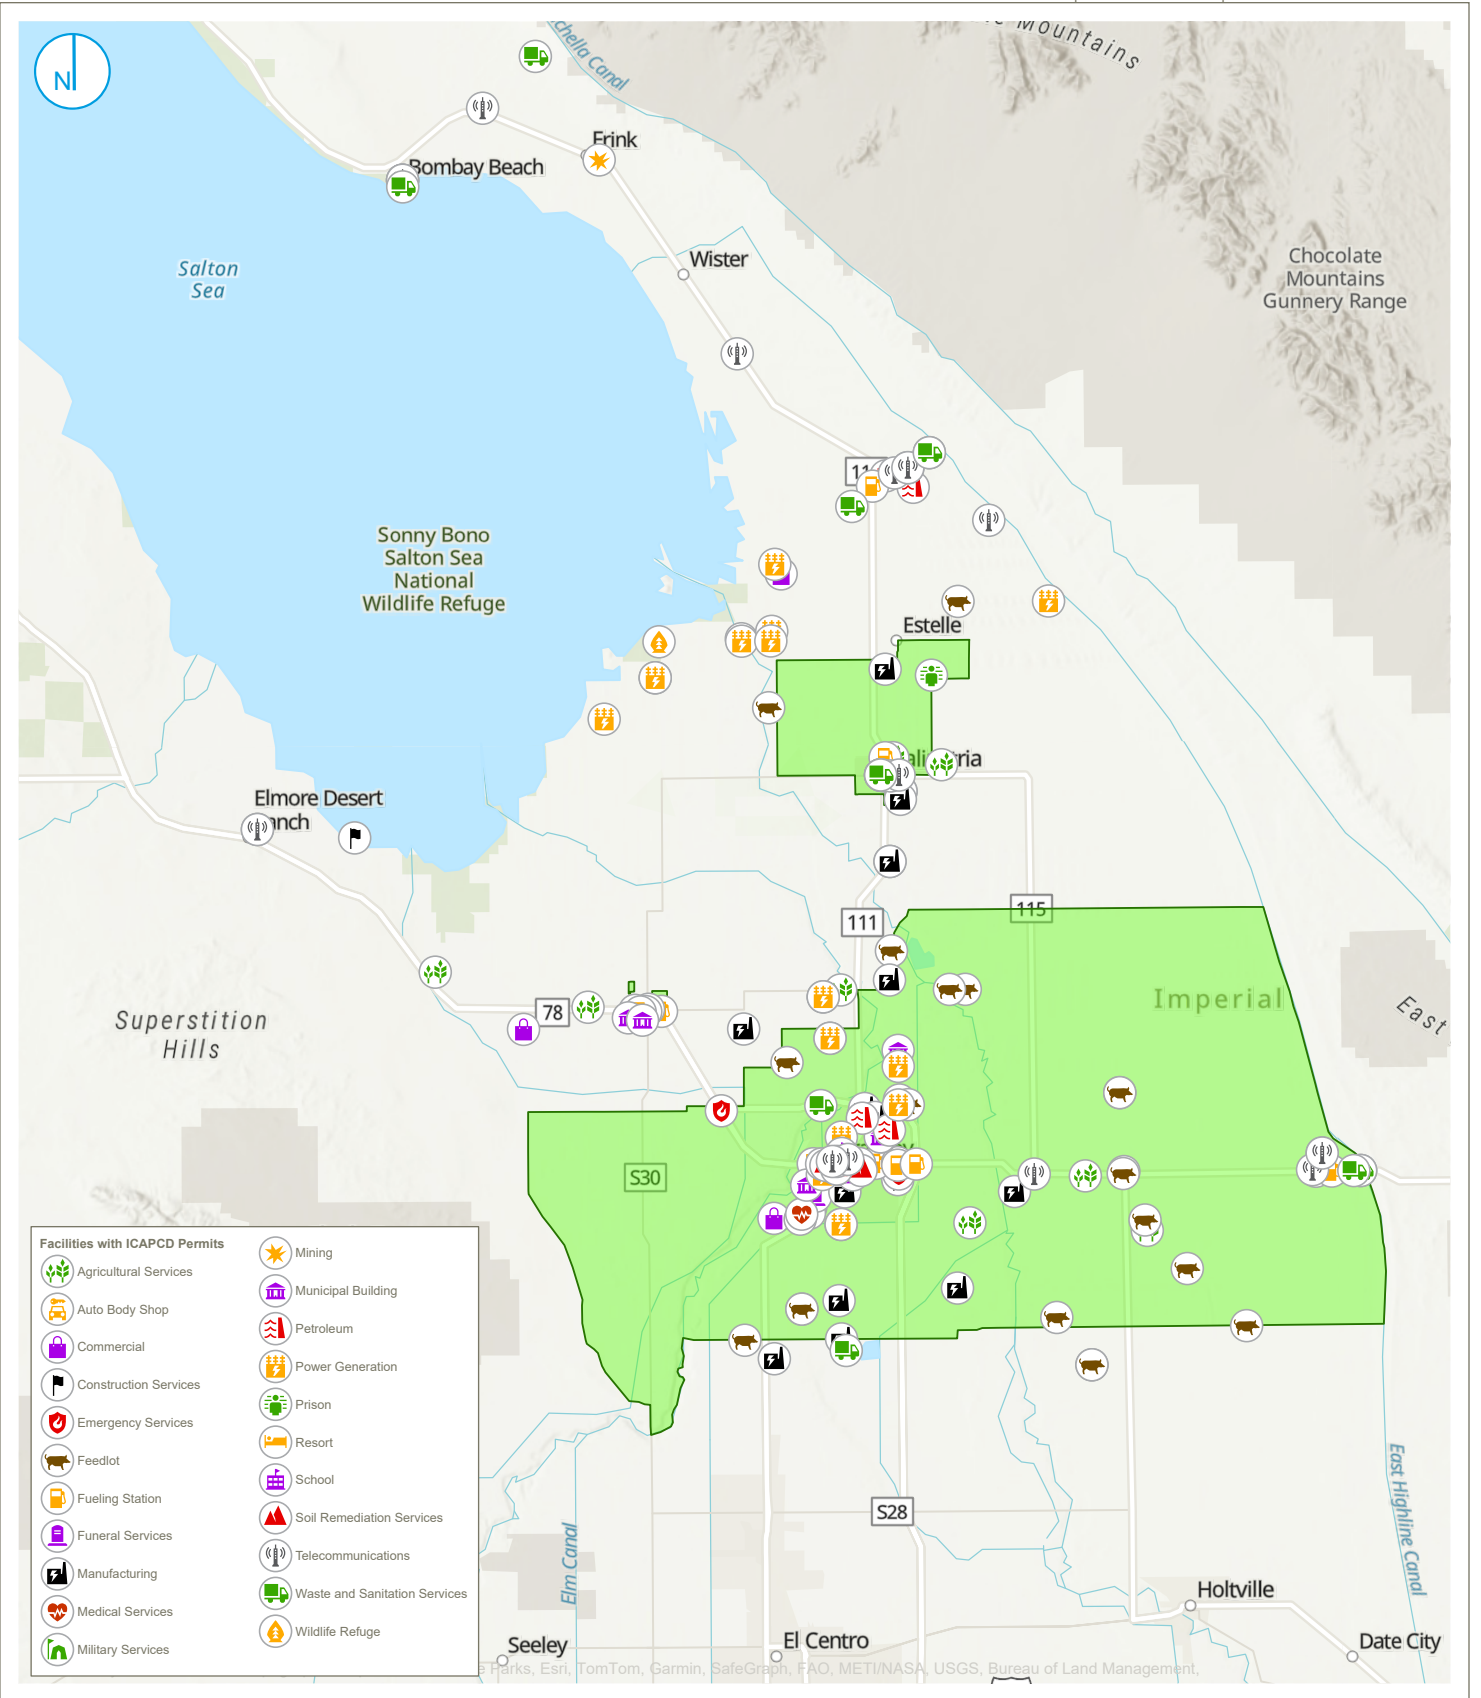 Mountains
Canal
N
Frink
Bombay Beach
Salton
Sea
Wister
Chocolate
Mountains
Gunnery Range
Sonny Bono
Salton Sea
National
Wildlife Refuge
Estelle
Elmore Desert
111
115
Imperial
East
78
Superstition
Hills
S30
Facilities with ICAPCD Permits
Agricultural Services
Auto Body Shop
Commercial
Construction Services
Emergency Services
Feedlot
Fueling Station
Funeral Services
Manufacturing
Medical Services
Military Services
Mining
Municipal Building
Petroleum
Power Generation
Prison
Resort
School
Soil Remediation Services
Telecommunications
Waste and Sanitation Services
Wildlife Refuge
S28
Elm Canal
East Highline Canal
Holtville
Seeley
El Centro
Date City
Parks, Esri, TomTom, Garmin, SafeGraph, FAO, METI/NASA, USGS, Bureau of Land Management,